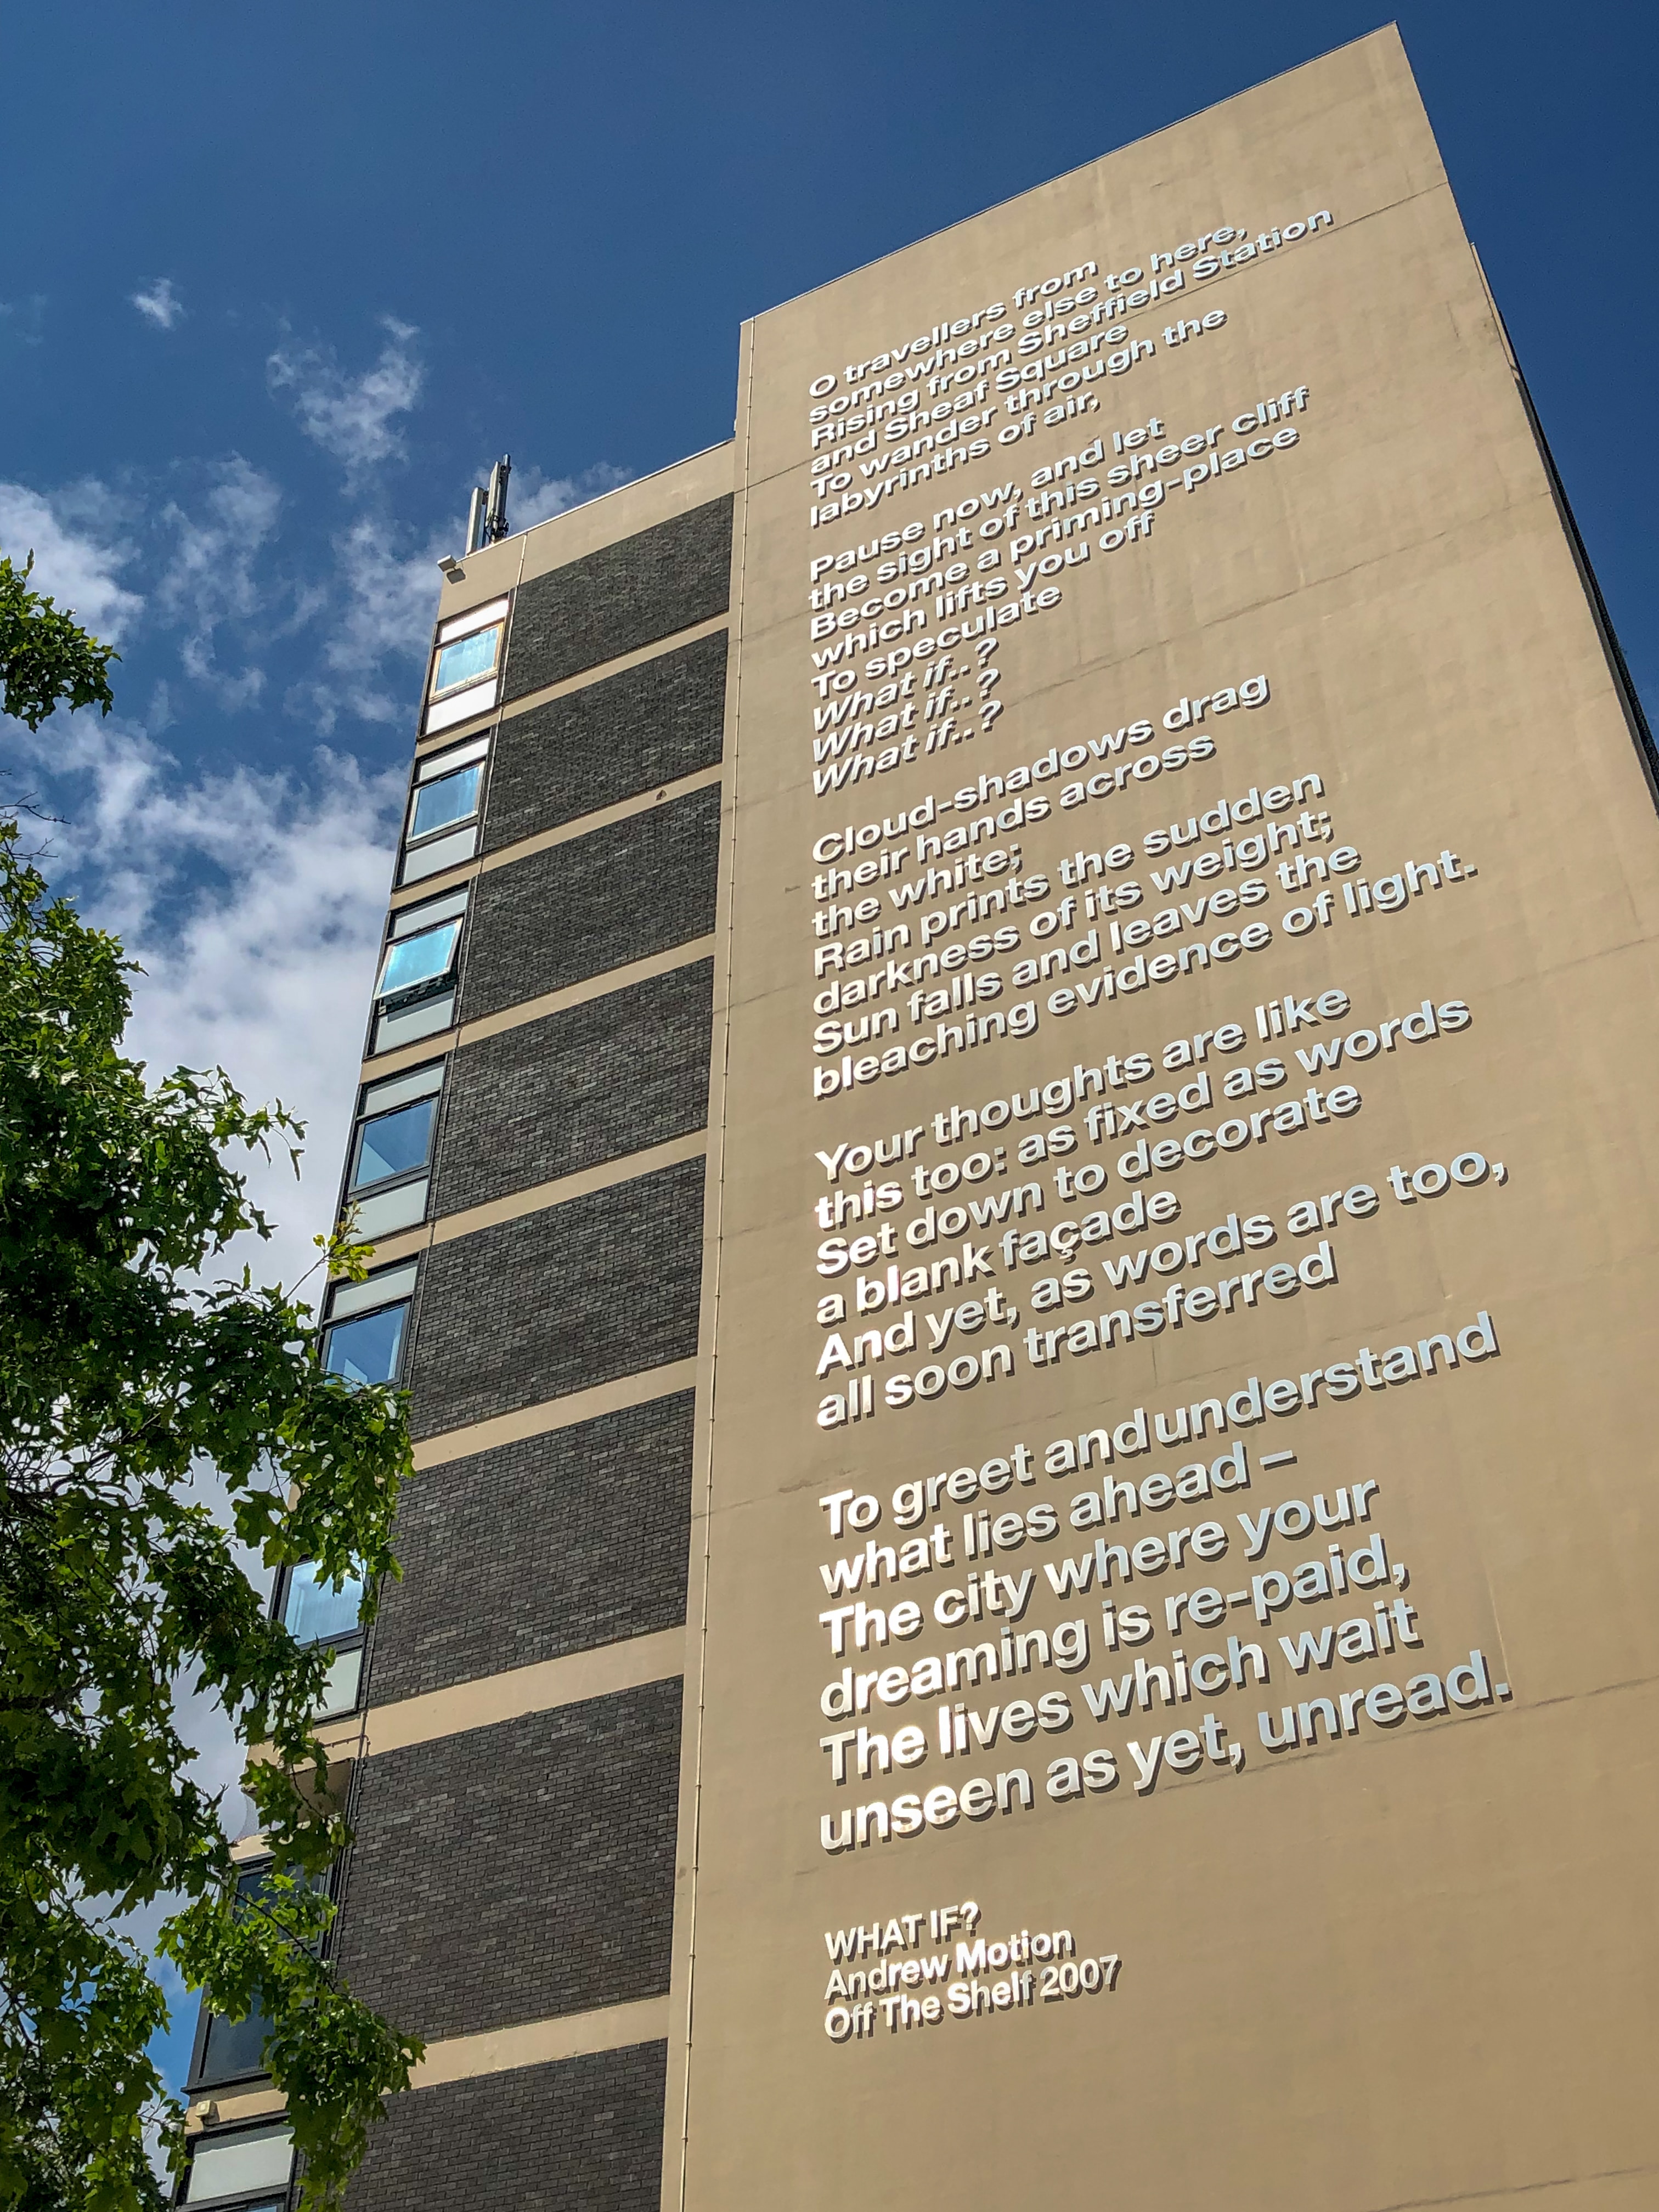 O travellers from
somewhere else to here,
Rising from Sheffield Station
and Sheaf Square
To wander through the
labyrinths of air,
Pause now, and let
the sight of this sheer cliff
Become a priming-place
which lifts you off
To speculate
What if..?
What if..?
What if..?
Cloud-shadows drag
their hands across
the white;
Rain prints the sudden
darkness of its weight;
Sun falls and leaves the
bleaching evidence of light.
Your thoughts are like
this too: as fixed as words
Set down to decorate
a blank façade
And yet, as words are too,
all soon transferred
To greet and understand
what lies ahead –
The city where your
dreaming is re-paid,
The lives which wait
unseen as yet, unread.
WHAT IF?
Andrew Motion
Off The Shelf 2007